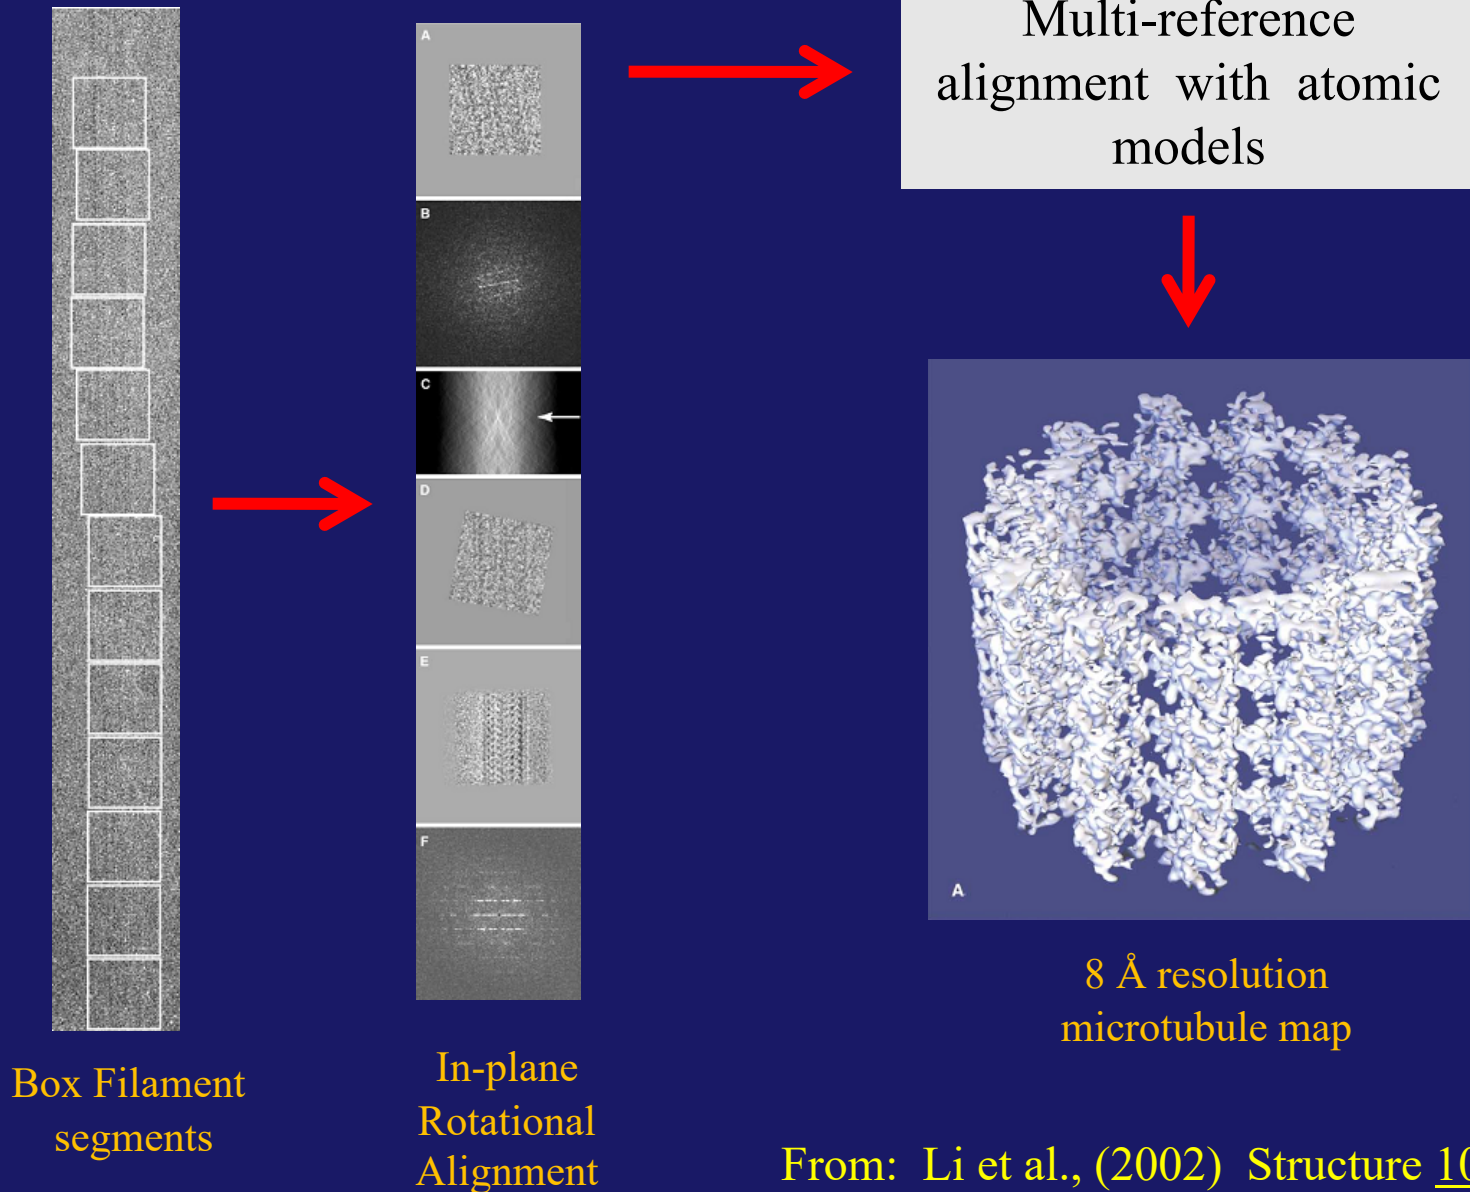 A
B
C
D
E
F
Multi-reference
alignment with atomic
models
A
8 Å resolution
microtubule map
Box Filament
segments
In-plane
Rotational
Alignment
From: Li et al., (2002) Structure 10